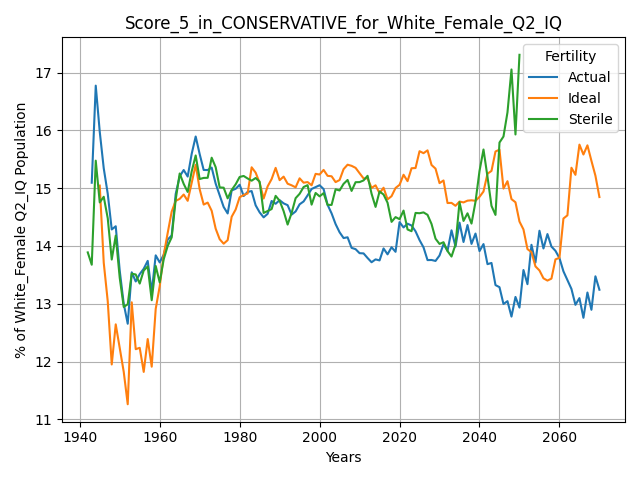 Score_5_in_CONSERVATIVE_for_White_Female_Q2_IQ
Fertility
Actual
Ideal
Sterile
% of White_Female Q2_IQ Population
17
16
15
14
13
12
11
1940
1960
1980
2000
2020
2040
2060
Years